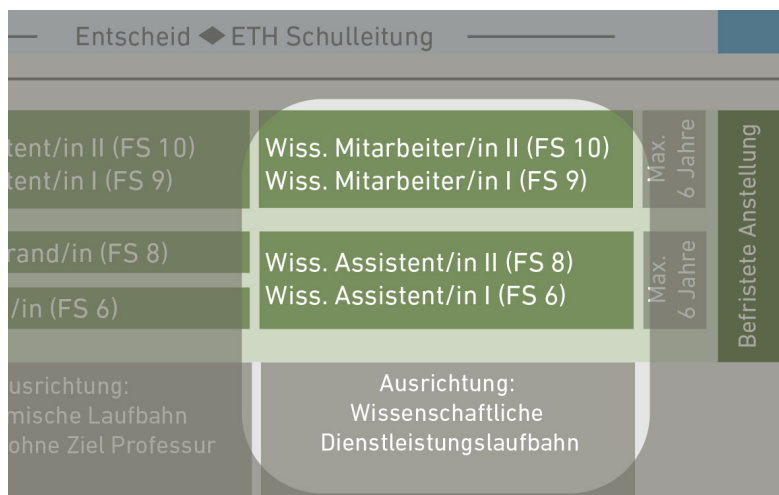 Entscheid ◆ ETH Schulleitung
tent/in II (FS 10)
tent/in I (FS 9)
Wiss. Mitarbeiter/in II (FS 10)
Wiss. Mitarbeiter/in I (FS 9)
Max.
6 Jahre
rand/in (FS 8)
/in (FS 6)
Wiss. Assistent/in II (FS 8)
Wiss. Assistent/in I (FS 6)
Max.
6 Jahre
Befristete Anstellung
usrichtung:
mische Laufbahn
ohne Ziel Professur
Ausrichtung:
Wissenschaftliche
Dienstleistungslaufbahn